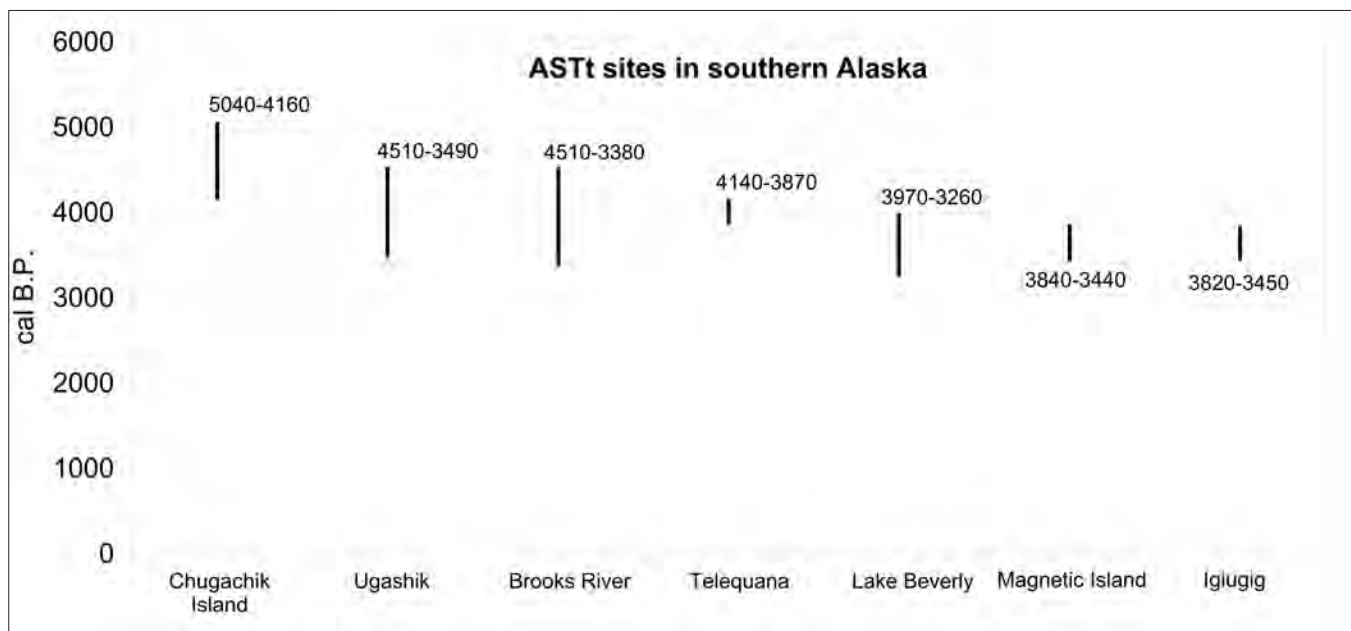 ASTt sites in southern Alaska
6000
5000
4000
3000
2000
1000
0
cal B.P.
5040-4160
4510-3490
4510-3380
4140-3870
3970-3260
3840-3440
3820-3450
Chugachik
Island
Ugashik
Brooks River
Telequana
Lake Beverly
Magnetic Island
Iglugig